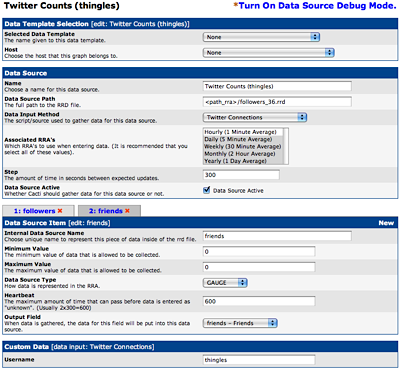 Twitter Counts (thingles)
*Turn On Data Source Debug Mode.
Data Template Selection [edit: Twitter Counts (thingles)]
Selected Data Template
The name given to this data template.
None
Host
Choose the host that this graph belongs to.
None
Data Source
Name
Choose a name for this data source.
Twitter Counts (thingles)
Data Source Path
The full path to the RRD file.
<path_rra>/followers_36.rrd
Data Input Method
The script/source used to gather data for this data source.
Twitter Connections
Associated RRA's
Which RRA's to use when entering data. (It is recommended that you
select all of these values).
Hourly (1 Minute Average)
Daily (5 Minute Average)
Weekly (30 Minute Average)
Monthly (2 Hour Average)
Yearly (1 Day Average)
Step
The amount of time in seconds between expected updates.
300
Data Source Active
Whether Cacti should gather data for this data source or not.
Data Source Active
1: followers
2: friends
Data Source Item [edit: friends]
New
Internal Data Source Name
Choose unique name to represent this piece of data inside of the rrd file.
friends
Minimum Value
The minimum value of data that is allowed to be collected.
0
Maximum Value
The maximum value of data that is allowed to be collected.
0
Data Source Type
How data is represented in the RRA.
GAUGE
Heartbeat
The maximum amount of time that can pass before data is entered as
"unknown". (Usually 2x300=600)
600
Output Field
When data is gathered, the data for this field will be put into this data
source.
friends - Friends
Custom Data [data input: Twitter Connections]
Username
thingles